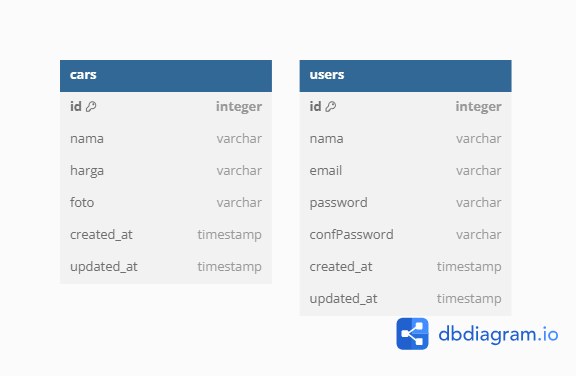 cars
id integer
nama varchar
harga varchar
foto varchar
created_at timestamp
updated_at timestamp
users
id integer
nama varchar
email varchar
password varchar
confPassword varchar
created_at timestamp
updated_at timestamp
dbdiagram.io